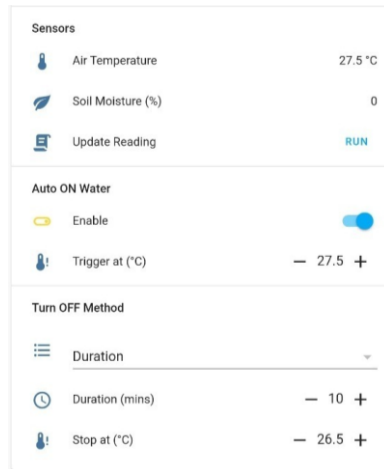 Sensors
Air Temperature 27.5 °C
Soil Moisture (%) 0
Update Reading RUN
Auto ON Water
Enable
Trigger at (°C) — 27.5 +
Turn OFF Method
Duration
Duration (mins) — 10 +
Stop at (°C) — 26.5 +